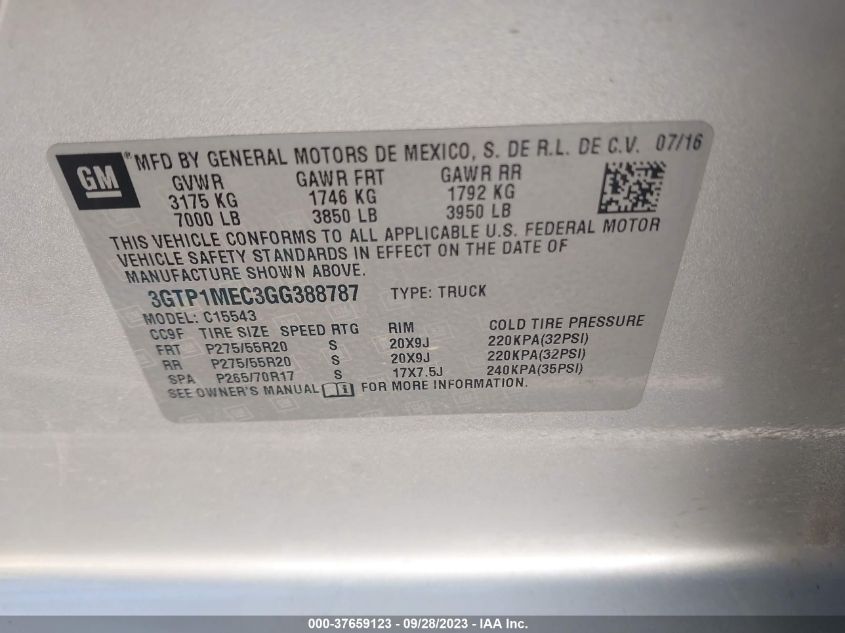 GM ® MFD BY GENERAL MOTORS DE MEXICO, S. DE R.L. DE C.V. 07/16
GVWR GAWR FRT GAWR RR
3175 KG 1746 KG 1792 KG
7000 LB 3850 LB 3950 LB
THIS VEHICLE CONFORMS TO ALL APPLICABLE U.S. FEDERAL MOTOR
VEHICLE SAFETY STANDARDS IN EFFECT ON THE DATE OF
MANUFACTURE SHOWN ABOVE.
3GTP1MEC3GG388787 TYPE: TRUCK
MODEL: C15543
CC9F TIRE SIZE SPEED RTG RIM COLD TIRE PRESSURE
FRT P275/55R20 S 20X9J 220KPA(32PSI)
RR P275/55R20 S 20X9J 220KPA(32PSI)
SPA P265/70R17 S 17X7.5J 240KPA(35PSI)
SEE OWNER'S MANUAL FOR MORE INFORMATION.
000-37659123 - 09/28/2023 - IAA Inc.